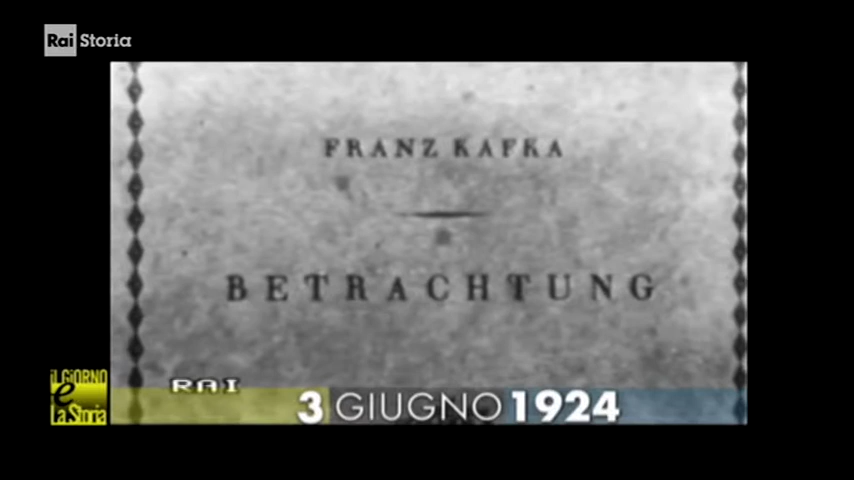 Rai Storia
FRANZ KAFKA
BETRACHTUNG
RAI
iL GiORNO
e
La Storia
3 GIUGNO 1924